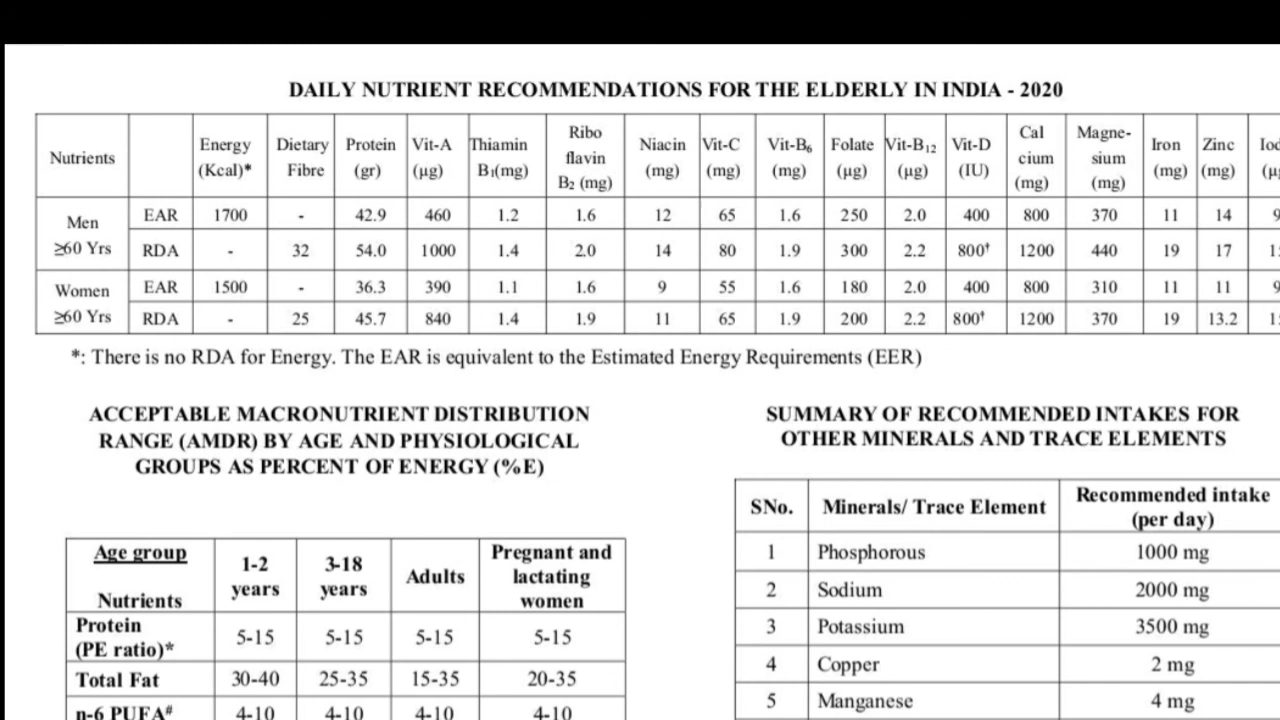 DAILY NUTRIENT RECOMMENDATIONS FOR THE ELDERLY IN INDIA - 2020
Nutrients Energy (Kcal)* Dietary Fibre Protein (gr) Vit-A (µg) Thiamin B₁(mg) Ribo flavin B₂ (mg) Niacin (mg) Vit-C (mg) Vit-B₆ (mg) Folate (µg) Vit-B₁₂ (µg) Vit-D (IU) Cal cium (mg) Magne-sium (mg) Iron (mg) Zinc (mg)
Men ≥60 Yrs EAR 1700 - 42.9 460 1.2 1.6 12 65 1.6 250 2.0 400 800 370 11 14
RDA - 32 54.0 1000 1.4 2.0 14 80 1.9 300 2.2 800† 1200 440 19 17
Women ≥60 Yrs EAR 1500 - 36.3 390 1.1 1.6 9 55 1.6 180 2.0 400 800 310 11 11
RDA - 25 45.7 840 1.4 1.9 11 65 1.9 200 2.2 800† 1200 370 19 13.2
*: There is no RDA for Energy. The EAR is equivalent to the Estimated Energy Requirements (EER)
ACCEPTABLE MACRONUTRIENT DISTRIBUTION
RANGE (AMDR) BY AGE AND PHYSIOLOGICAL
GROUPS AS PERCENT OF ENERGY (%E)
Age group Nutrients 1-2 years 3-18 years Adults Pregnant and lactating women
Protein (PE ratio)* 5-15 5-15 5-15 5-15
Total Fat 30-40 25-35 15-35 20-35
n-6 PUFA# 4-10 4-10 4-10 4-10
SUMMARY OF RECOMMENDED INTAKES FOR
OTHER MINERALS AND TRACE ELEMENTS
SNo. Minerals/ Trace Element Recommended intake (per day)
1 Phosphorous 1000 mg
2 Sodium 2000 mg
3 Potassium 3500 mg
4 Copper 2 mg
5 Manganese 4 mg